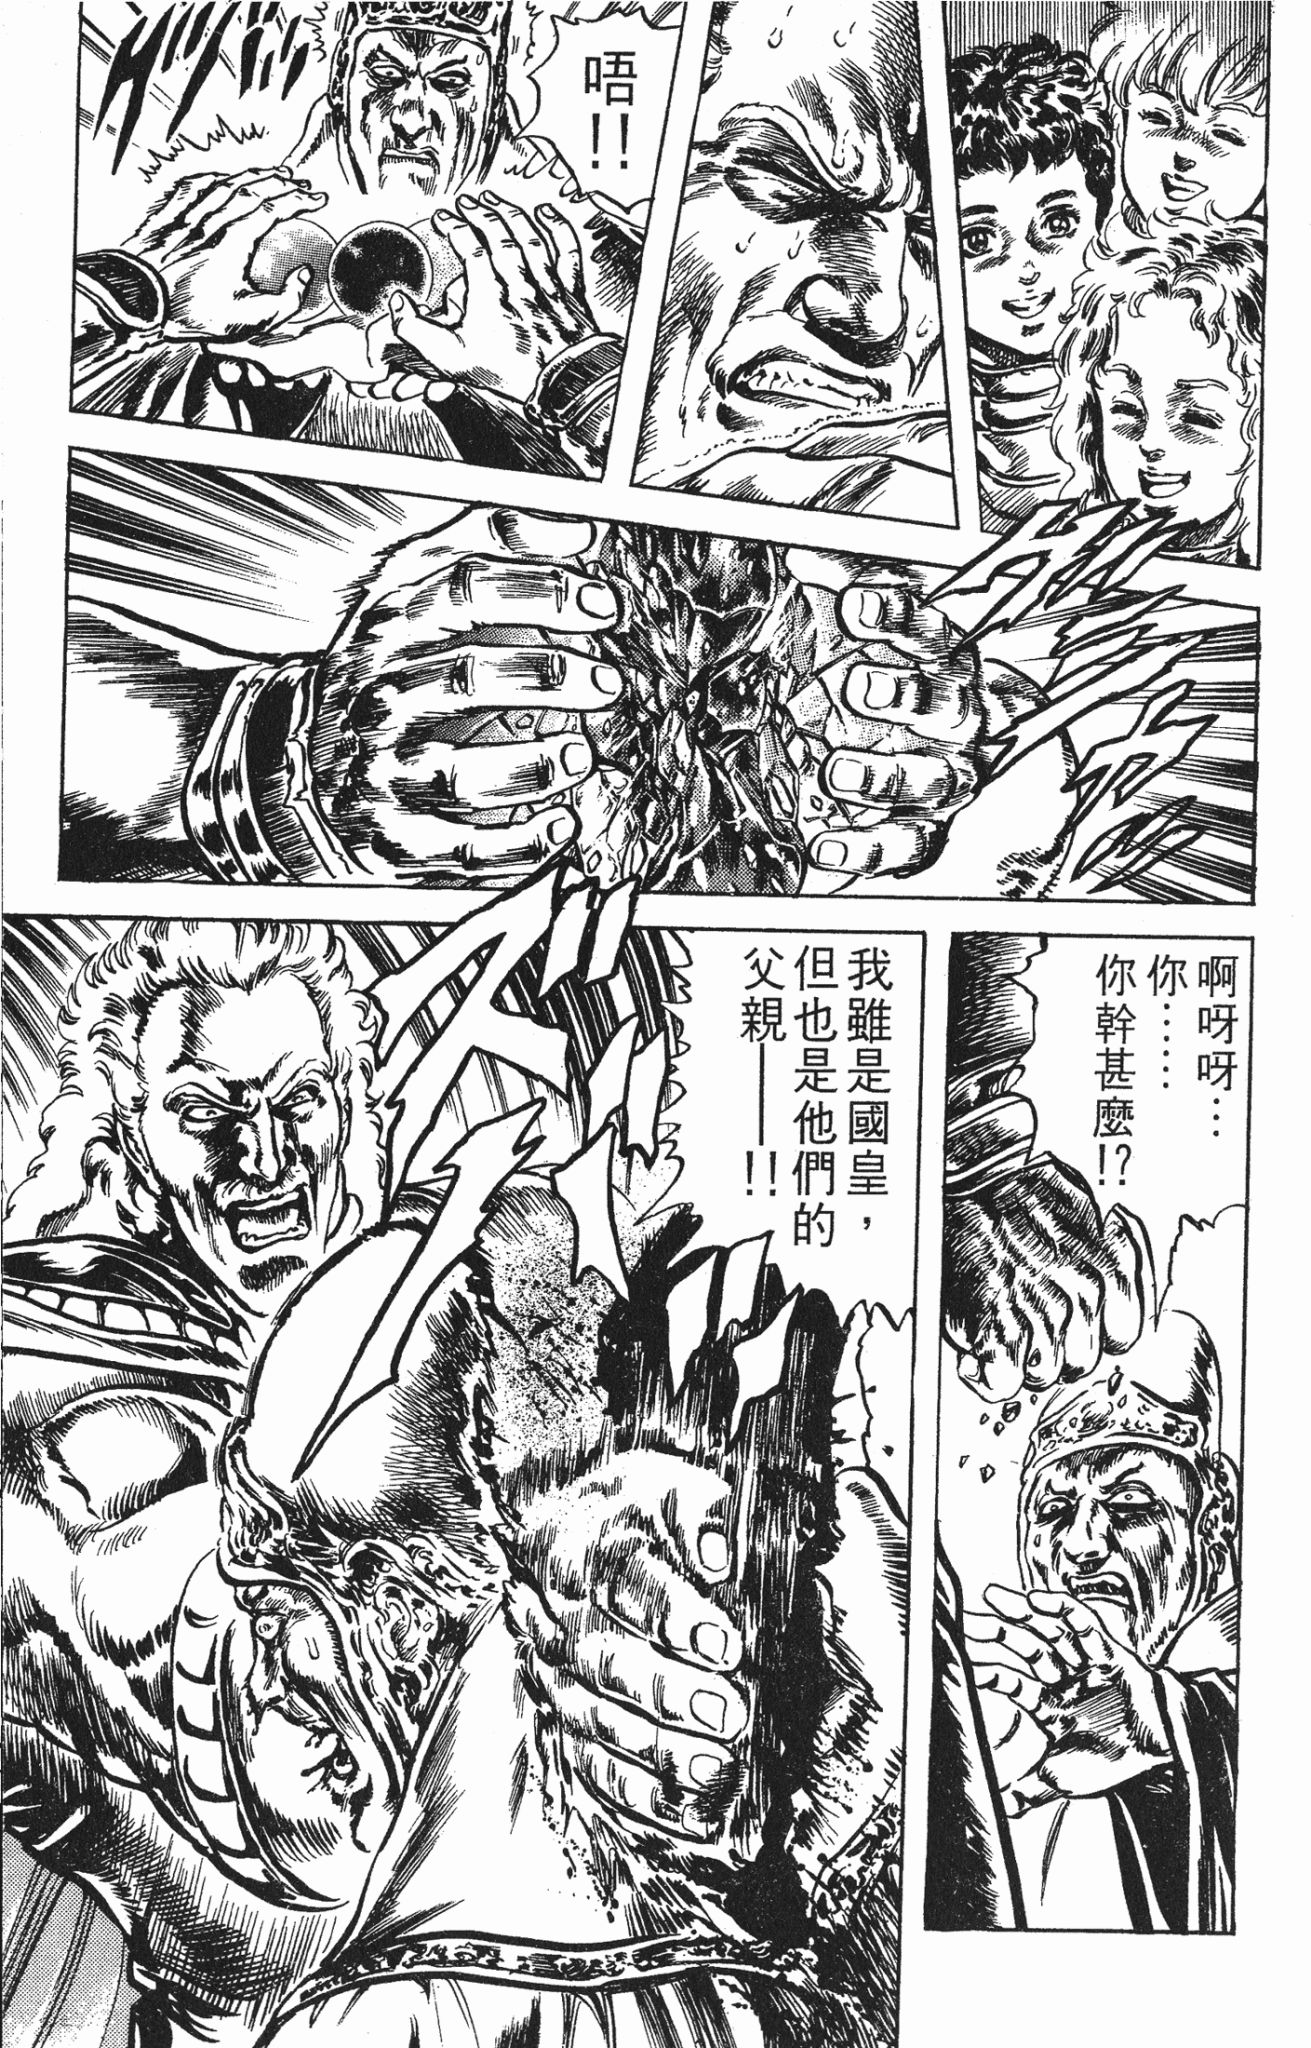 唔!!
啊呀呀…
你……
你幹甚麼!?
我雖是國皇，
但也是他們的
父親——!!